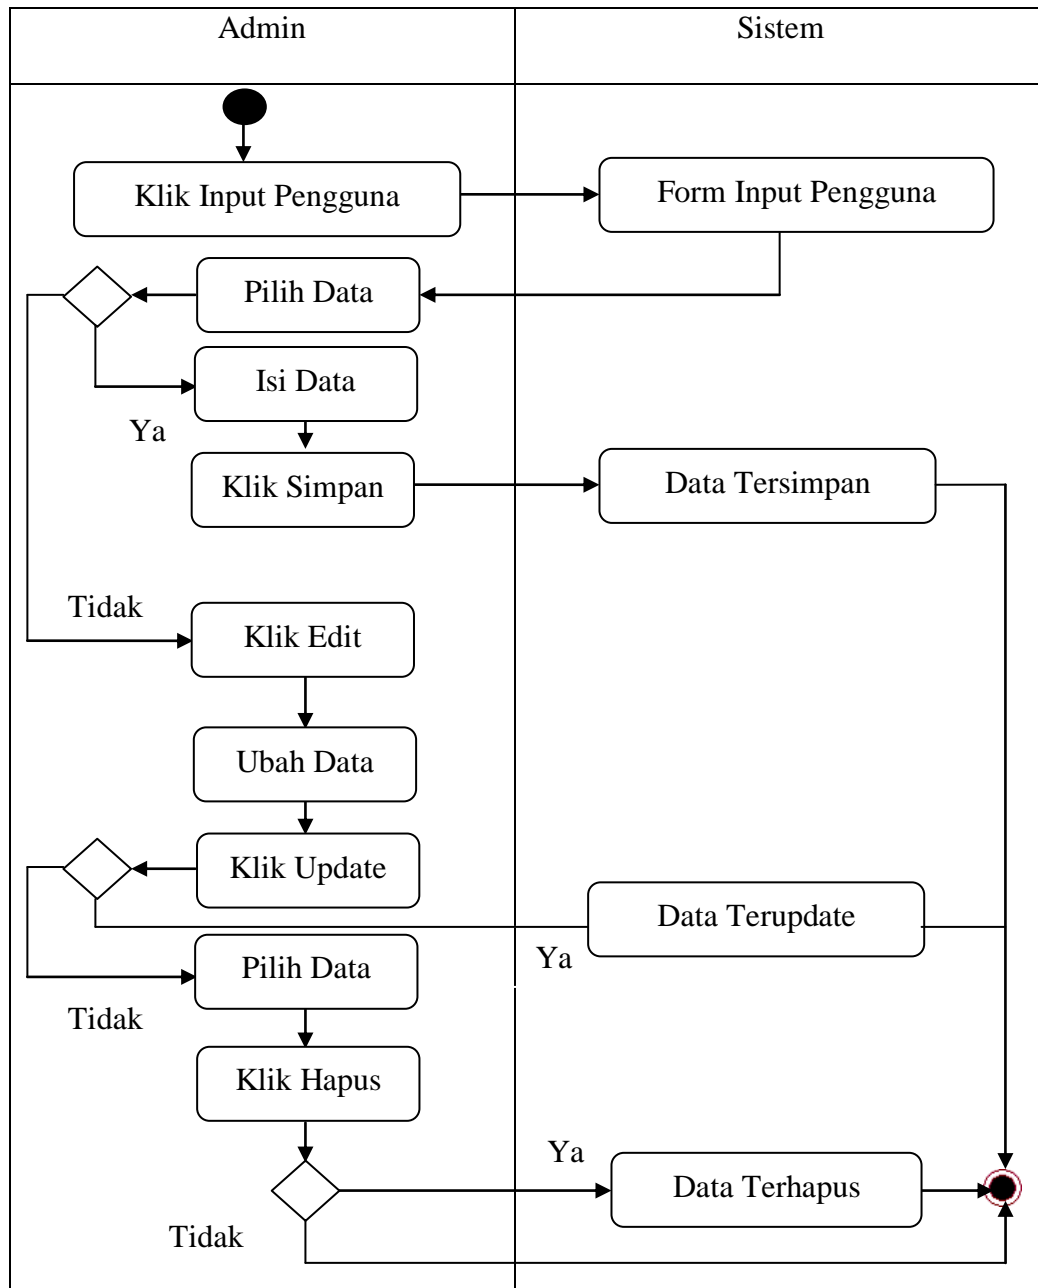 Admin
Sistem
Klik Input Pengguna
Form Input Pengguna
Pilih Data
Isi Data
Ya
Klik Simpan
Data Tersimpan
Tidak
Klik Edit
Ubah Data
Klik Update
Data Terupdate
Ya
Pilih Data
Tidak
Klik Hapus
Ya
Data Terhapus
Tidak